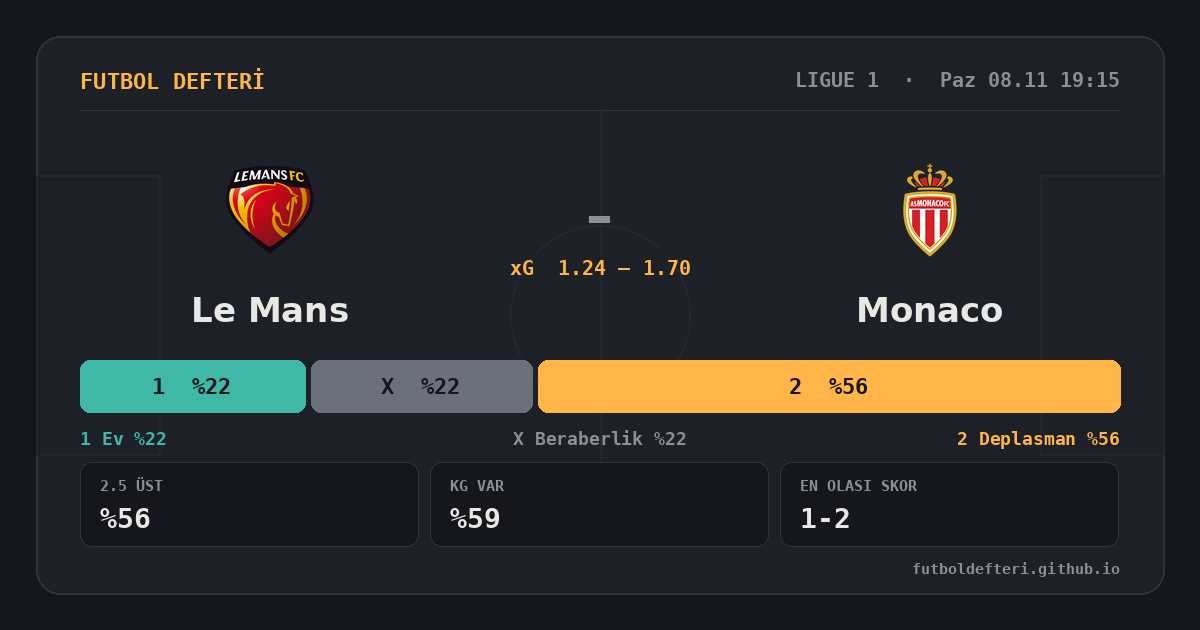 FUTBOL DEFTERİ
LIGUE 1 · Paz 08.11 19:15
LEMANS FC
AS MONACO FC
–
xG 1.24 – 1.70
Le Mans
Monaco
1 %22
X %22
2 %56
1 Ev %22
X Beraberlik %22
2 Deplasman %56
2.5 ÜST
%56
KG VAR
%59
EN OLASI SKOR
1-2
futboldefteri.github.io